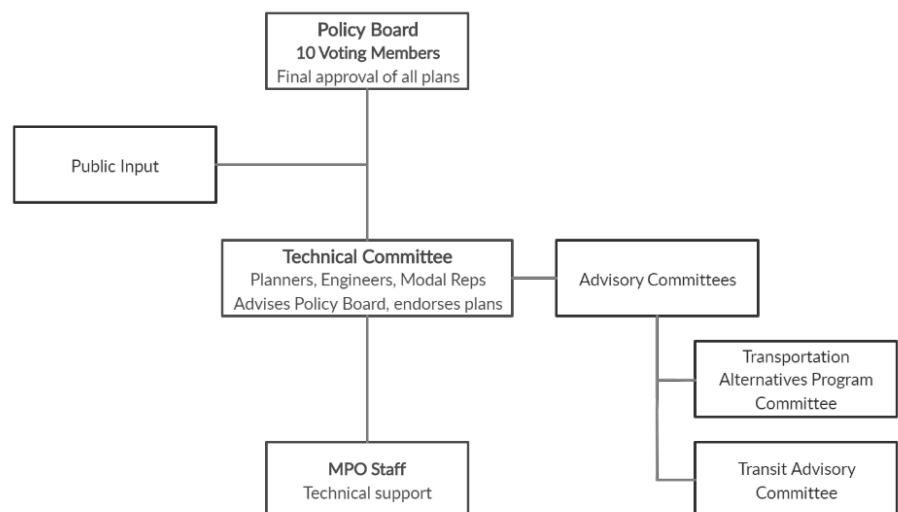 Policy Board
10 Voting Members
Final approval of all plans
Public Input
Technical Committee
Planners, Engineers, Modal Reps
Advises Policy Board, endorses plans
Advisory Committees
Transportation
Alternatives Program
Committee
MPO Staff
Technical support
Transit Advisory
Committee